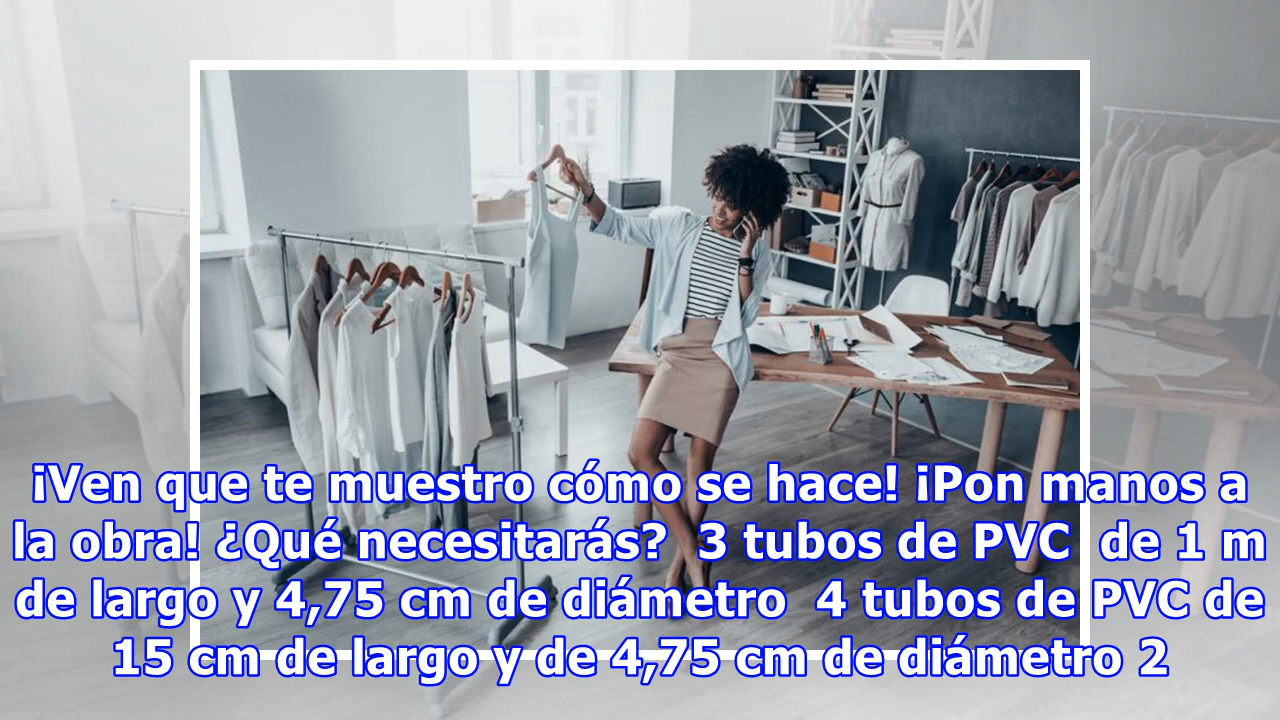 ¡Ven que te muestro cómo se hace! ¡Pon manos a
la obra! ¿Qué necesitarás?  3 tubos de PVC  de 1 m
de largo y 4,75 cm de diámetro  4 tubos de PVC de
15 cm de largo y de 4,75 cm de diámetro 2